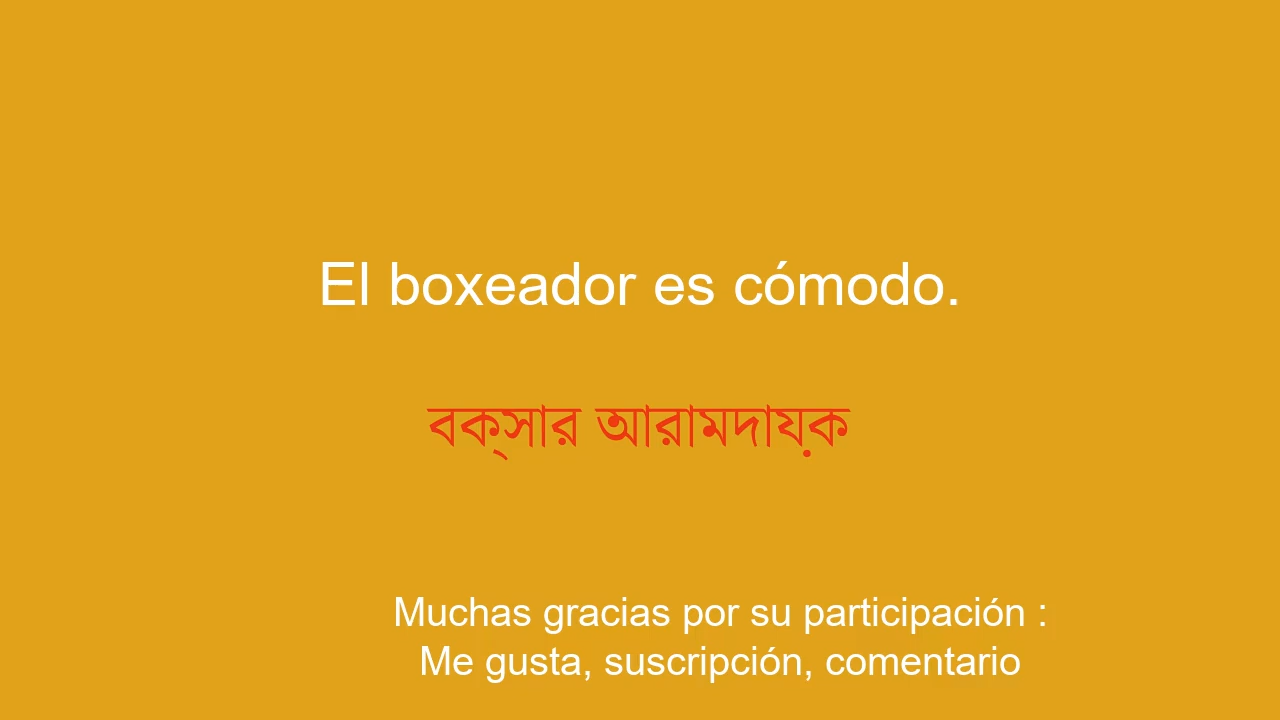 El boxeador es cómodo.
বক্সার আরামদায়ক
Muchas gracias por su participación :
Me gusta, suscripción, comentario